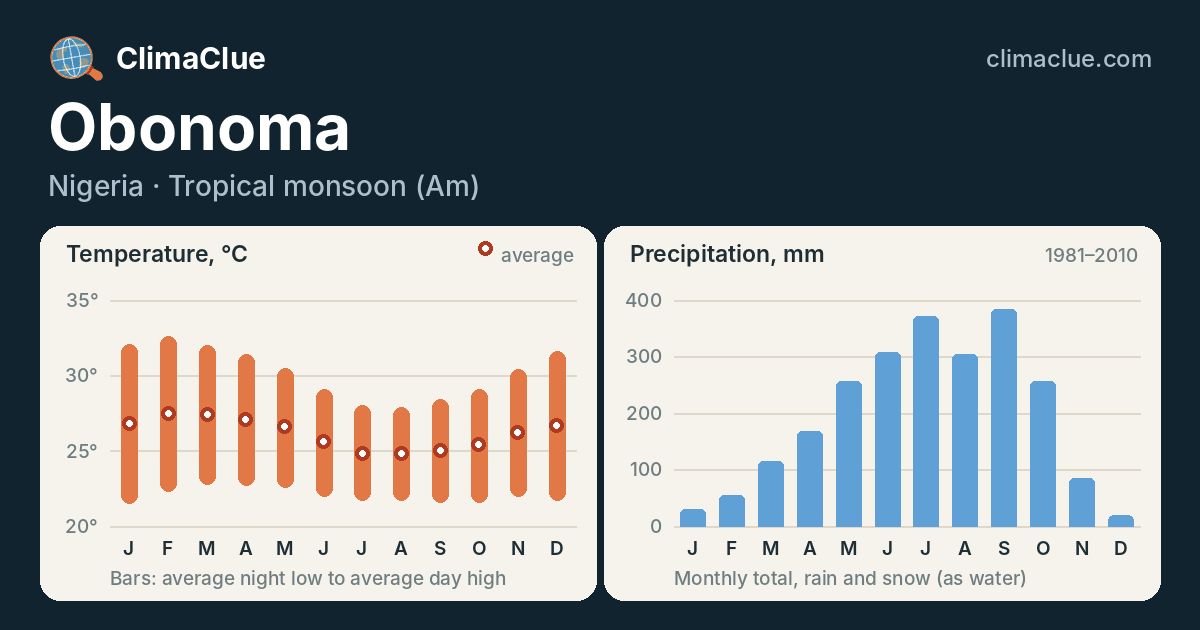 ClimaClue
climaclue.com
Obonoma
Nigeria · Tropical monsoon (Am)
Temperature, °C
average
35°
30°
25°
20°
J F M A M J J A S O N D
Bars: average night low to average day high
Precipitation, mm
1981–2010
400
300
200
100
0
J F M A M J J A S O N D
Monthly total, rain and snow (as water)